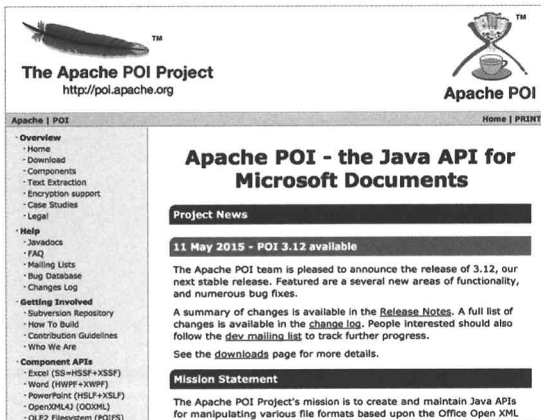 TM
The Apache POI Project
http://poi.apache.org
TM
Apache POI
Apache | POI
Home | PRINT
· Overview
· Home
· Download
· Components
· Text Extraction
· Encryption support
· Case Studies
· Legal
· Help
· Javadocs
· FAQ
· Mailing Lists
· Bug Database
· Changes Log
· Getting Involved
· Subversion Repository
· How To Build
· Contribution Guidelines
· Who We Are
· Component APIs
· Excel (SS=HSSF+XSSF)
· Word (HWPF+XWPF)
· PowerPoint (HSLF+XSLF)
· OpenXML4J (OOXML)
· OLE2 Filesystem (POIFS)
Apache POI - the Java API for
Microsoft Documents
Project News
11 May 2015 - POI 3.12 available
The Apache POI team is pleased to announce the release of 3.12, our
next stable release. Featured are a several new areas of functionality,
and numerous bug fixes.
A summary of changes is available in the Release Notes. A full list of
changes is available in the change log. People interested should also
follow the dev mailing list to track further progress.
See the downloads page for more details.
Mission Statement
The Apache POI Project's mission is to create and maintain Java APIs
for manipulating various file formats based upon the Office Open XML